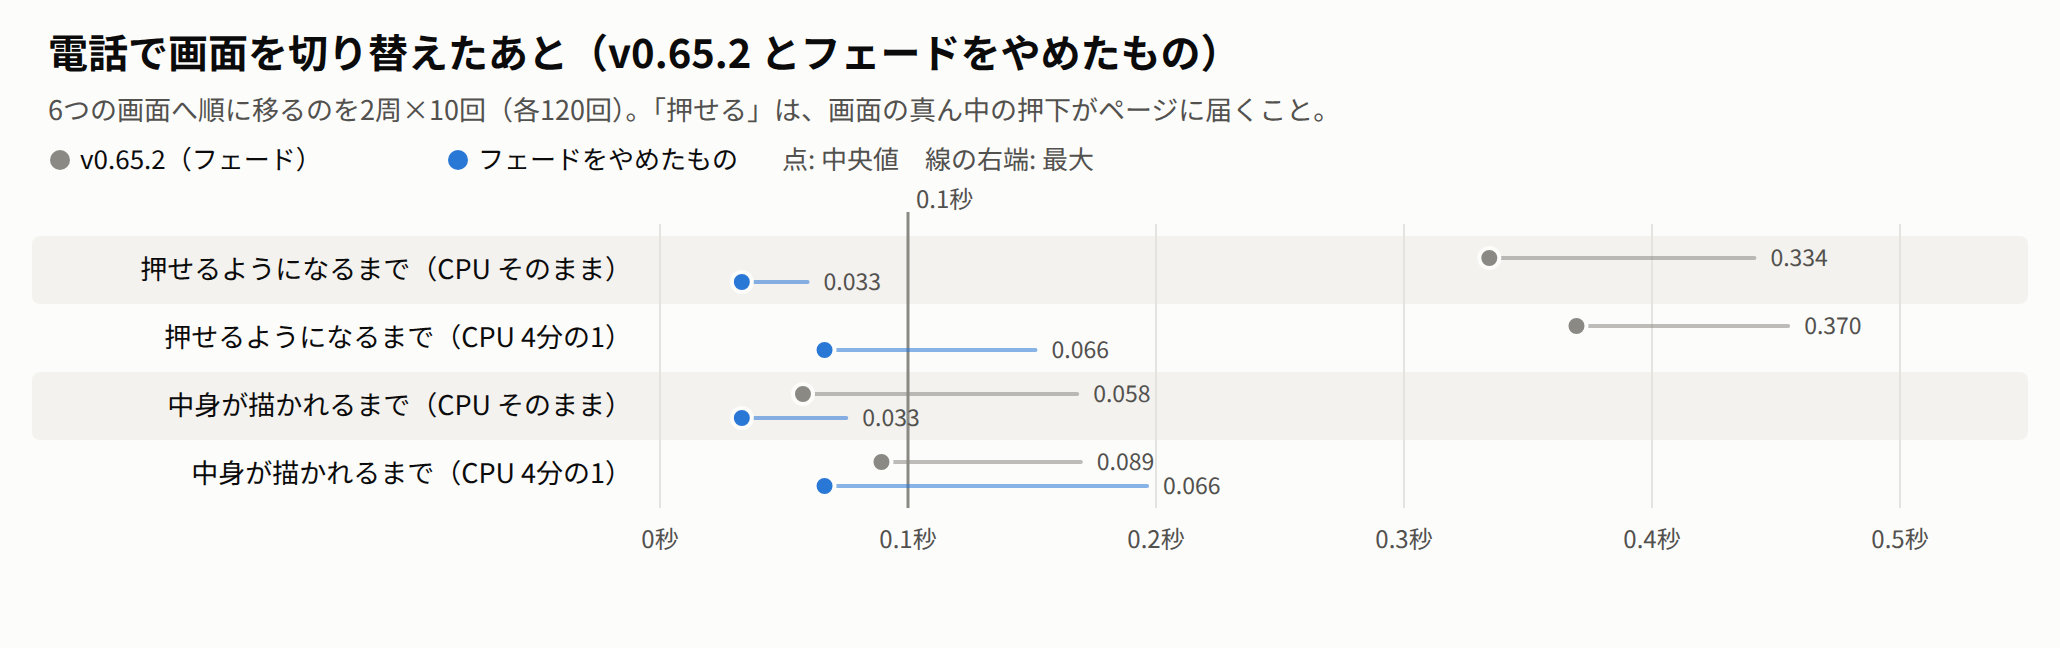 電話で画面を切り替えたあと（v0.65.2 とフェードをやめたもの）
6つの画面へ順に移るのを2周×10回（各120回）。「押せる」は、画面の真ん中の押下がページに届くこと。
v0.65.2（フェード） フェードをやめたもの 点: 中央値 線の右端: 最大
0.1秒
押せるようになるまで（CPU そのまま） 0.334
0.033
押せるようになるまで（CPU 4分の1） 0.370
0.066
中身が描かれるまで（CPU そのまま） 0.058
0.033
中身が描かれるまで（CPU 4分の1） 0.089
0.066
0秒 0.1秒 0.2秒 0.3秒 0.4秒 0.5秒